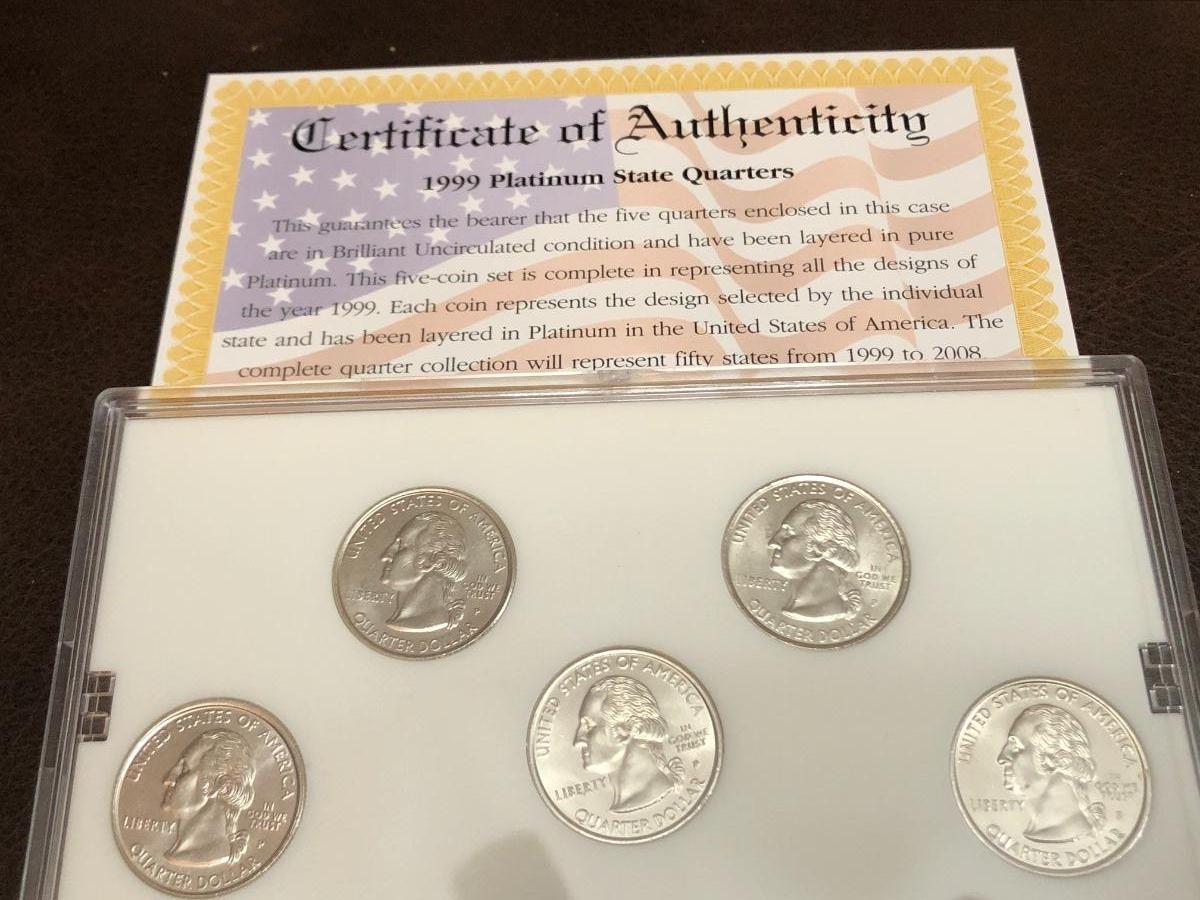 Certificate of Authenticity
1999 Platinum State Quarters
This guarantees the bearer that the five quarters enclosed in this case
are in Brilliant Uncirculated condition and have been layered in pure
Platinum. This five-coin set is complete in representing all the designs of
the year 1999. Each coin represents the design selected by the individual
state and has been layered in Platinum in the United States of America. The
complete quarter collection will represent fifty states from 1999 to 2008.
UNITED STATES OF AMERICA
LIBERTY
IN
GOD WE
TRUST
P
QUARTER DOLLAR
UNITED STATES OF AMERICA
LIBERTY
IN
GOD WE
TRUST
P
QUARTER DOLLAR
UNITED STATES OF AMERICA
LIBERTY
IN
GOD WE
TRUST
QUARTER DOLLAR
UNITED STATES OF AMERICA
LIBERTY
IN
GOD WE
TRUST
P
QUARTER DOLLAR
UNITED STATES OF AMERICA
LIBERTY
IN
GOD WE
TRUST
QUARTER DOLLAR